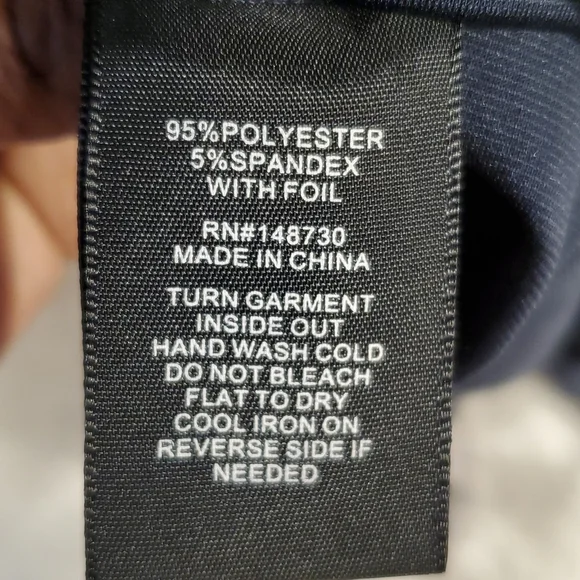 95%POLYESTER
5%SPANDEX
WITH FOIL
RN#148730
MADE IN CHINA
TURN GARMENT
INSIDE OUT
HAND WASH COLD
DO NOT BLEACH
FLAT TO DRY
COOL IRON ON
REVERSE SIDE IF
NEEDED